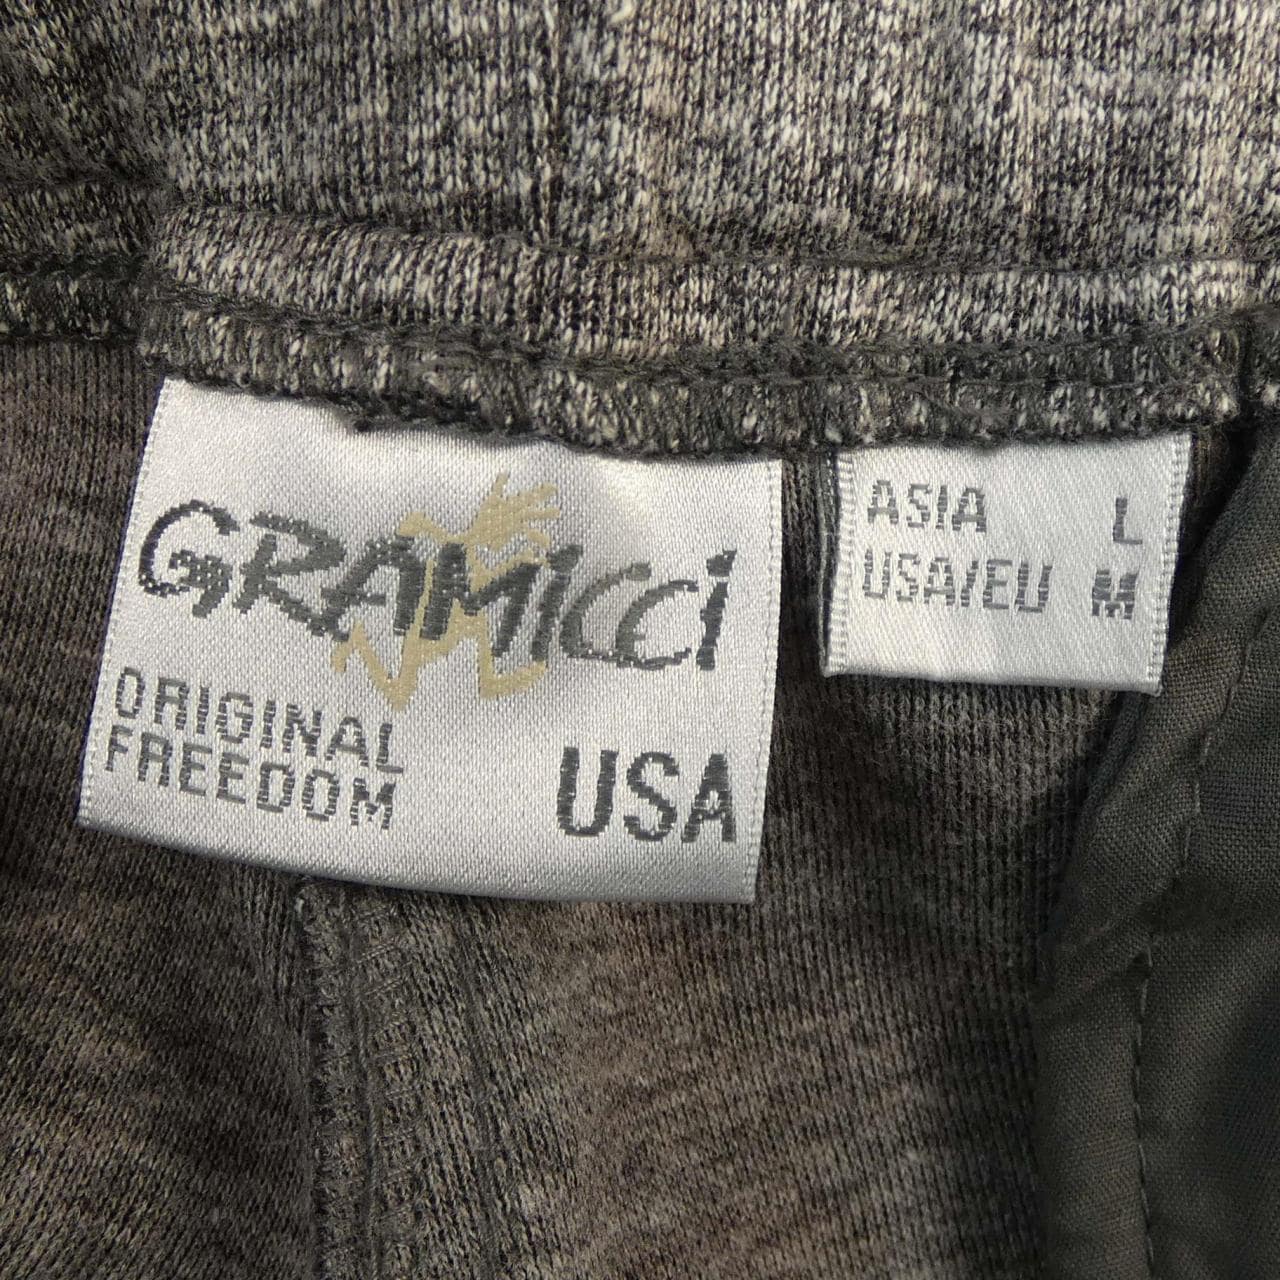 GRAMICCI
ORIGINAL
FREEDOM
USA
ASIA L
USA/EU M